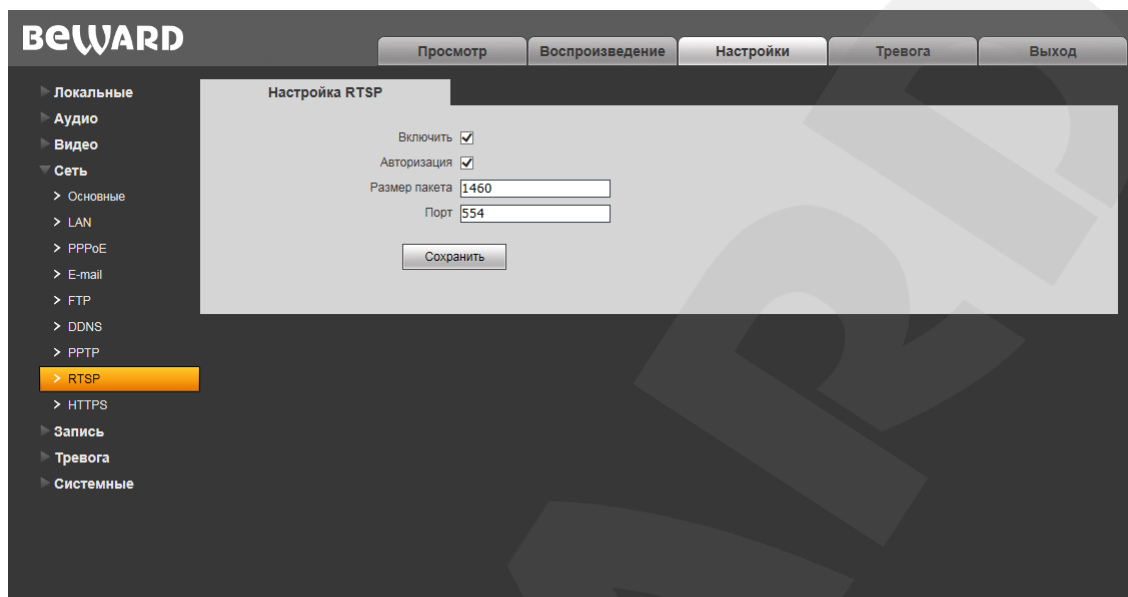 BEWARD
Просмотр Воспроизведение Настройки Тревога Выход
Локальные
Аудио
Видео
Сеть
Основные
LAN
PPPoE
E-mail
FTP
DDNS
PPTP
RTSP
HTTPS
Запись
Тревога
Системные
Настройка RTSP
Включить
Авторизация
Размер пакета 1460
Порт 554
Сохранить